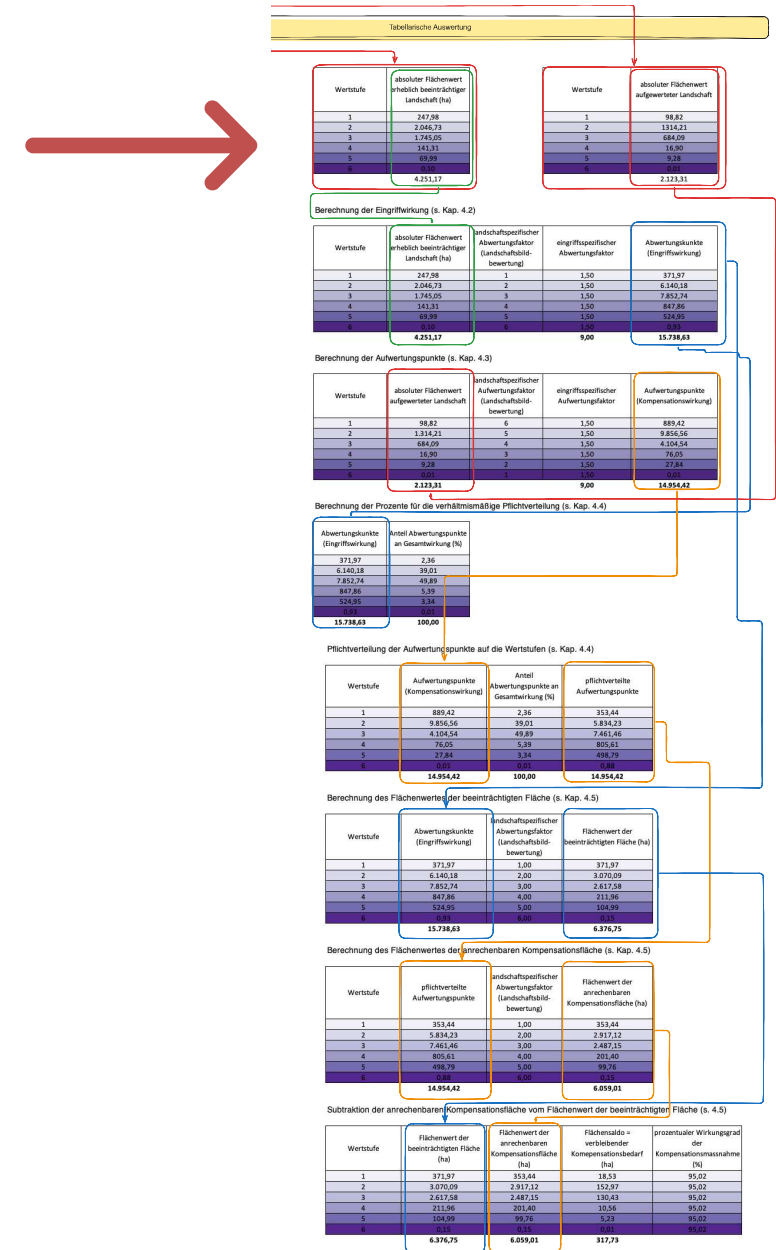 Tabellarische Auswertung
Wertstufe absoluter Flächenwert erheblich beeinträchtiger Landschaft (ha)
1 247,98
2 2.046,73
3 1.745,05
4 141,31
5 69,99
6 0,10
4.251,17
Wertstufe absoluter Flächenwert aufgewerteter Landschaft
1 98,82
2 1314,21
3 684,09
4 16,90
5 9,28
6 0,01
2.123,31
Berechnung der Eingriffwirkung (s. Kap. 4.2)
Wertstufe absoluter Flächenwert erheblich beeinträchtiger Landschaft (ha) landschaftspezifischer Abwertungsfaktor (Landschaftsbild- bewertung) eingriffsspezifischer Abwertungsfaktor Abwertungskunkte (Eingriffwirkung)
1 247,98 1 1,50 371,97
2 2.046,73 2 1,50 6.140,18
3 1.745,05 3 1,50 7.852,74
4 141,31 4 1,50 847,86
5 69,99 5 1,50 524,95
6 0,10 6 1,50 0,93
4.251,17 9,00 15.738,63
Berechnung der Aufwertungspunkte (s. Kap. 4.3)
Wertstufe absoluter Flächenwert aufgewerteter Landschaft landschaftspezifischer Aufwertungsfaktor (Landschaftsbild- bewertung) eingriffsspezifischer Aufwertungsfaktor Aufwertungspunkte (Kompensationswirkung)
1 98,82 6 1,50 889,42
2 1.314,21 5 1,50 9.856,56
3 684,09 4 1,50 4.104,54
4 16,90 3 1,50 76,05
5 9,28 2 1,50 27,84
6 0,01 1 1,50 0,01
2.123,31 9,00 14.954,42
Berechnung der Prozente für die verhältmismäßige Pflichtverteilung (s. Kap. 4.4)
Abwertungskunkte (Eingriffswirkung) Anteil Abwertungspunkte an Gesamtwirkung (%)
371,97 2,36
6.140,18 39,01
7.852,74 49,89
847,86 5,39
524,95 3,34
0,93 0,01
15.738,63 100,00
Pflichtverteilung der Aufwertungspunkte auf die Wertstufen (s. Kap. 4.4)
Wertstufe Aufwertungspunkte (Kompensationswirkung) Anteil Abwertungspunkte an Gesamtwirkung (%) pflichtverteilte Aufwertungspunkte
1 889,42 2,36 353,44
2 9.856,56 39,01 5.834,23
3 4.104,54 49,89 7.461,46
4 76,05 5,39 805,61
5 27,84 3,34 498,79
6 0,01 0,01 0,88
14.954,42 100,00 14.954,42
Berechnung des Flächenwertes der beeinträchtigten Fläche (s. Kap. 4.5)
Wertstufe Abwertungskunkte (Eingriffswirkung) landschaftspezifischer Abwertungsfaktor (Landschaftsbild- bewertung) Flächenwert der beeinträchtigten Fläche (ha)
1 371,97 1,00 371,97
2 6.140,18 2,00 3.070,09
3 7.852,74 3,00 2.617,58
4 847,86 4,00 211,96
5 524,95 5,00 104,99
6 0,93 6,00 0,15
15.738,63 6.376,75
Berechnung des Flächenwertes der anrechenbaren Kompensationsfläche (s. Kap. 4.5)
Wertstufe pflichtverteilte Aufwertungspunkte landschaftspezifischer Abwertungsfaktor (Landschaftsbild- bewertung) Flächenwert der anrechenbaren Kompensationsfläche (ha)
1 353,44 1,00 353,44
2 5.834,23 2,00 2.917,12
3 7.461,46 3,00 2.487,15
4 805,61 4,00 201,40
5 498,79 5,00 99,76
6 0,88 6,00 0,15
14.954,42 6.059,01
Subtraktion der anrechenbaren Kompensationsfläche vom Flächenwert der beeinträchtigten Fläche (s. 4.5)
Wertstufe Flächenwert der beeinträchtigten Fläche (ha) Flächenwert der anrechenbaren Kompensationsfläche (ha) Flächensaldo = verbleibender Komepensationsbedarf (ha) prozentualer Wirkungsgrad der Kompensationsmassnahme (%)
1 371,97 353,44 18,53 95,02
2 3.070,09 2.917,12 152,97 95,02
3 2.617,58 2.487,15 130,43 95,02
4 211,96 201,40 10,56 95,02
5 104,99 99,76 5,23 95,02
6 0,15 0,15 0,01 95,02
6.376,75 6.059,01 317,73